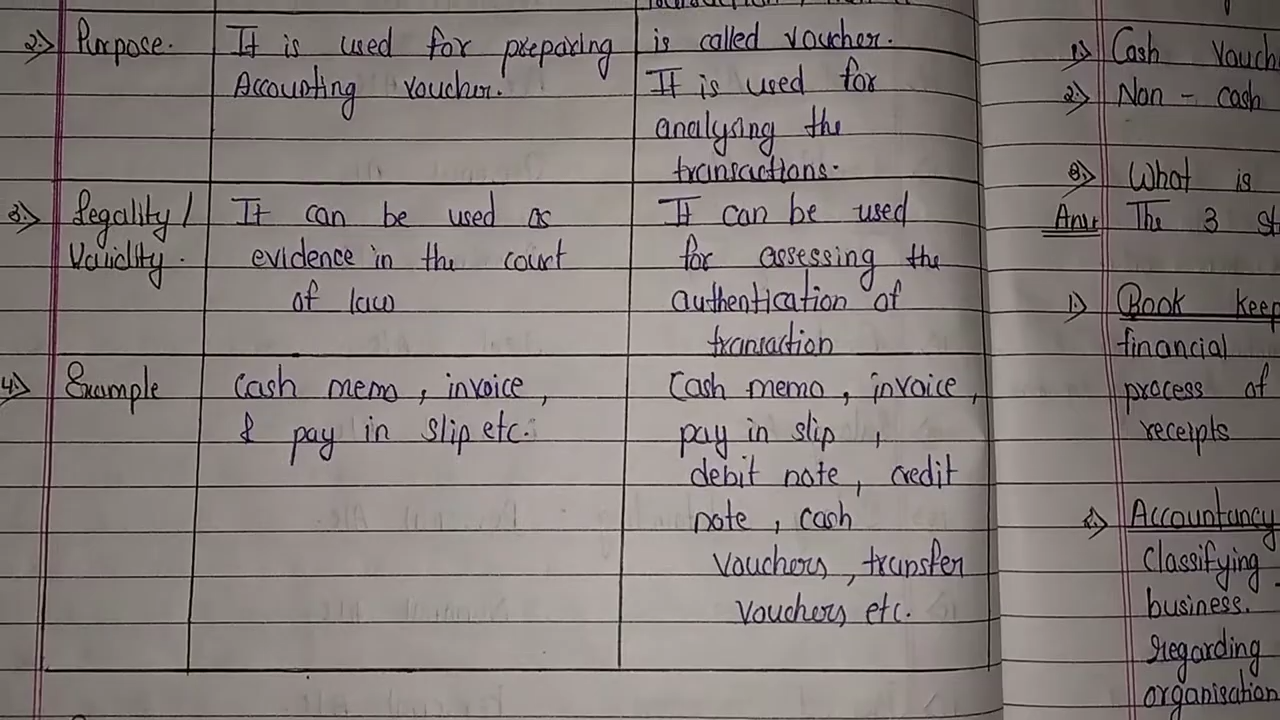 is called voucher.
2.) Purpose.
It is used for preparing
Accounting voucher.
It is used for
analysing the
transactions.
3.) Legality /
Validity.
It can be used as
evidence in the court
of law
It can be used
for assessing the
authentication of
transaction
4.) Example
Cash memo, invoice,
& pay in slip etc.
Cash memo, invoice,
pay in slip,
debit note, credit
note, cash
vouchers, transfer
vouchers etc.
1.) Cash Vouch
2.) Non - cash
What is
Ans: The 3 st
1.) Book keep
financial
process of
receipts
2.) Accountancy
Classifying
business.
regarding
organisation